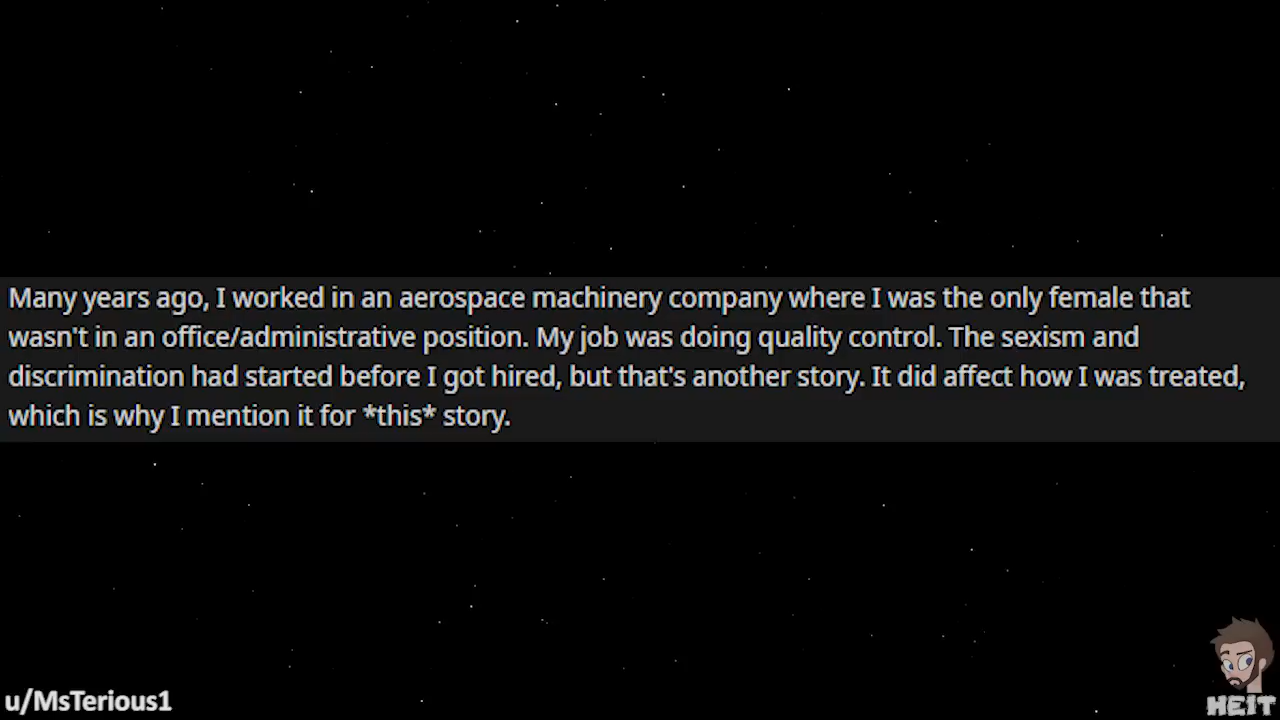 Many years ago, I worked in an aerospace machinery company where I was the only female that
wasn't in an office/administrative position. My job was doing quality control. The sexism and
discrimination had started before I got hired, but that's another story. It did affect how I was treated,
which is why I mention it for *this* story.
u/MsTerious1
HEIT